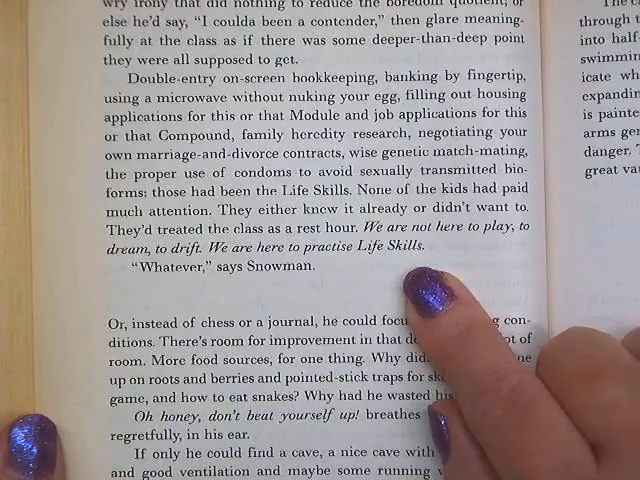 wry irony that did nothing to reduce the boredom quotient; or
else he'd say, "I coulda been a contender," then glare meaning-
fully at the class as if there was some deeper-than-deep point
they were all supposed to get.
Double-entry on-screen bookkeeping, banking by fingertip,
using a microwave without nuking your egg, filling out housing
applications for this or that Module and job applications for this
or that Compound, family heredity research, negotiating your
own marriage-and-divorce contracts, wise genetic match-mating,
the proper use of condoms to avoid sexually transmitted bio-
forms: those had been the Life Skills. None of the kids had paid
much attention. They either knew it already or didn't want to.
They'd treated the class as a rest hour. We are not here to play, to
dream, to drift. We are here to practise Life Skills.
"Whatever," says Snowman.
Or, instead of chess or a journal, he could focu g con-
ditions. There's room for improvement in that de ot of
room. More food sources, for one thing. Why did ne
up on roots and berries and pointed-stick traps for sk
game, and how to eat snakes? Why had he wasted his
Oh honey, don't beat yourself up! breathes
regretfully, in his ear.
If only he could find a cave, a nice cave with
and good ventilation and maybe some running
The c
through t
into half-
swimmin
icate wh
expandin
is painte
arms ger
danger.
great va